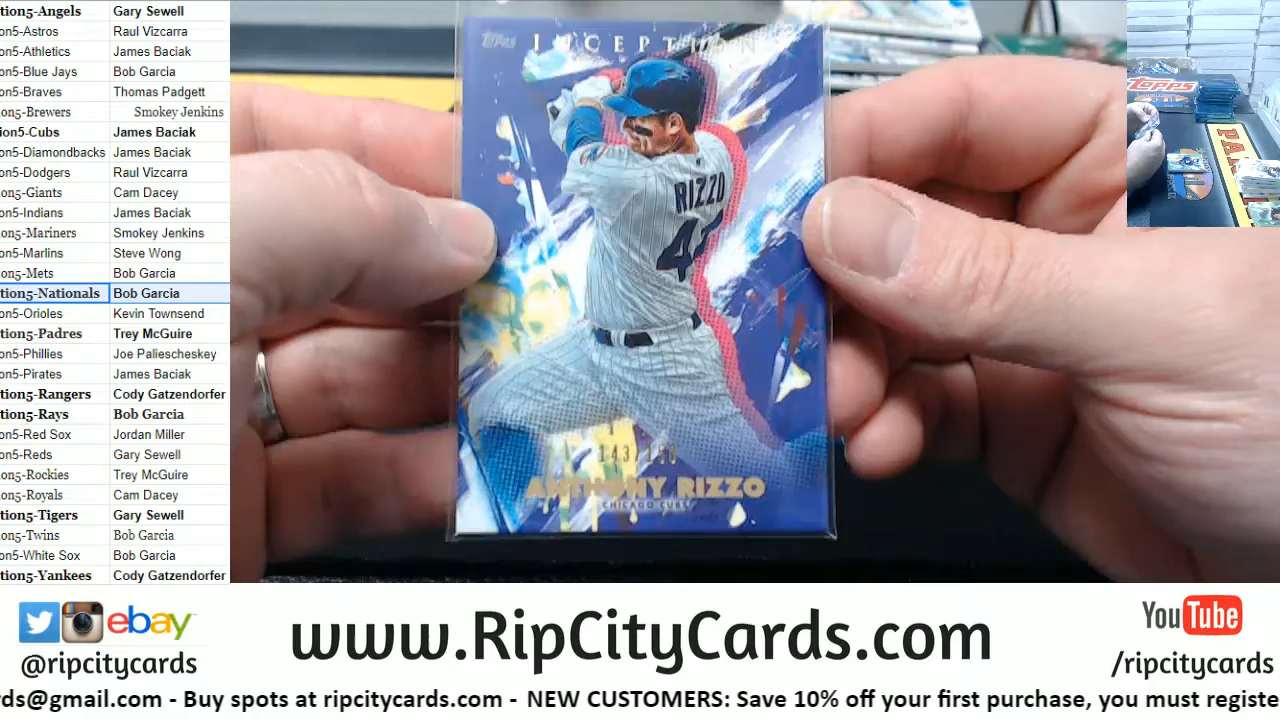 tion5-Angels Gary Sewell
on5-Astros Raul Vizcarra
on5-Athletics James Baciak
on5-Blue Jays Bob Garcia
on5-Braves Thomas Padgett
on5-Brewers Smokey Jenkins
ion5-Cubs James Baciak
on5-Diamondbacks James Baciak
on5-Dodgers Raul Vizcarra
on5-Giants Cam Dacey
on5-Indians James Baciak
on5-Mariners Smokey Jenkins
on5-Marlins Steve Wong
on5-Mets Bob Garcia
tion5-Nationals Bob Garcia
on5-Orioles Kevin Townsend
tion5-Padres Trey McGuire
on5-Phillies Joe Paliescheskey
on5-Pirates James Baciak
tion5-Rangers Cody Gatzendorfer
tion5-Rays Bob Garcia
on5-Red Sox Jordan Miller
on5-Reds Gary Sewell
on5-Rockies Trey McGuire
on5-Royals Cam Dacey
tion5-Tigers Gary Sewell
on5-Twins Bob Garcia
on5-White Sox Bob Garcia
tion5-Yankees Cody Gatzendorfer
Topps INCEPTION
RIZZO
44
143/150
ANTHONY RIZZO
CHICAGO CUBS
Topps
ebay
@ripcitycards
www.RipCityCards.com
YouTube
/ripcitycards
rds@gmail.com - Buy spots at ripcitycards.com - NEW CUSTOMERS: Save 10% off your first purchase, you must registe